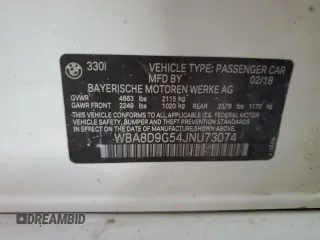 330i
VEHICLE TYPE: PASSENGER CAR
MFD BY 02/18
BAYERISCHE MOTOREN WERKE AG
GVWR 4663 lbs 2115 kg
GAWR FRONT 2249 lbs 1020 kg REAR 2579 lbs 1170 kg
THIS VEHICLE CONFORMS TO ALL APPLICABLE
FEDERAL MOTOR VEHICLE SAFETY, BUMPER
AND THEFT PREVENTION STANDARDS IN EFFECT ON
THE DATE OF MANUFACTURE SHOWN ABOVE.
WBA8D9G54JNU73074
© DREAMBID
DREAMBID.COM